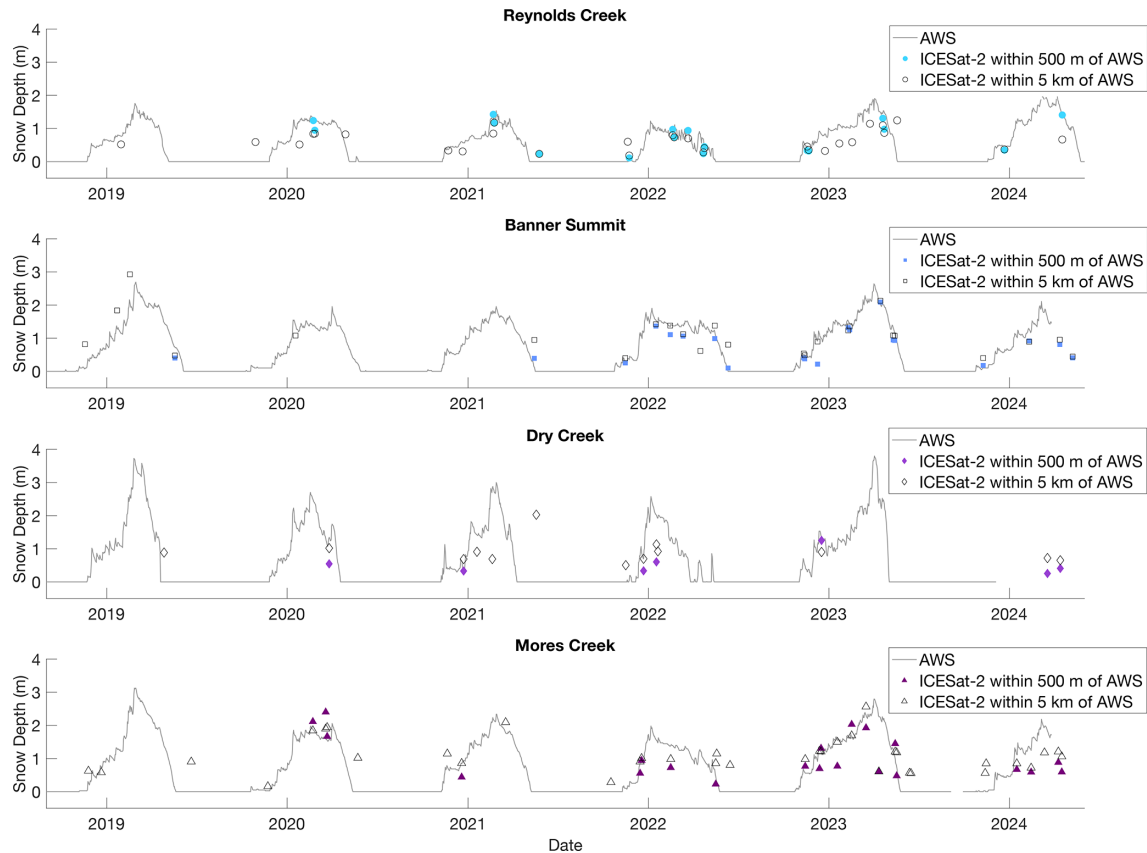 Reynolds Creek
Snow Depth (m)
4
3
2
1
0
2019 2020 2021 2022 2023 2024
AWS
ICESat-2 within 500 m of AWS
ICESat-2 within 5 km of AWS
Banner Summit
Snow Depth (m)
4
3
2
1
0
2019 2020 2021 2022 2023 2024
AWS
ICESat-2 within 500 m of AWS
ICESat-2 within 5 km of AWS
Dry Creek
Snow Depth (m)
4
3
2
1
0
2019 2020 2021 2022 2023 2024
AWS
ICESat-2 within 500 m of AWS
ICESat-2 within 5 km of AWS
Mores Creek
Snow Depth (m)
4
3
2
1
0
2019 2020 2021 2022 2023 2024
AWS
ICESat-2 within 500 m of AWS
ICESat-2 within 5 km of AWS
Date